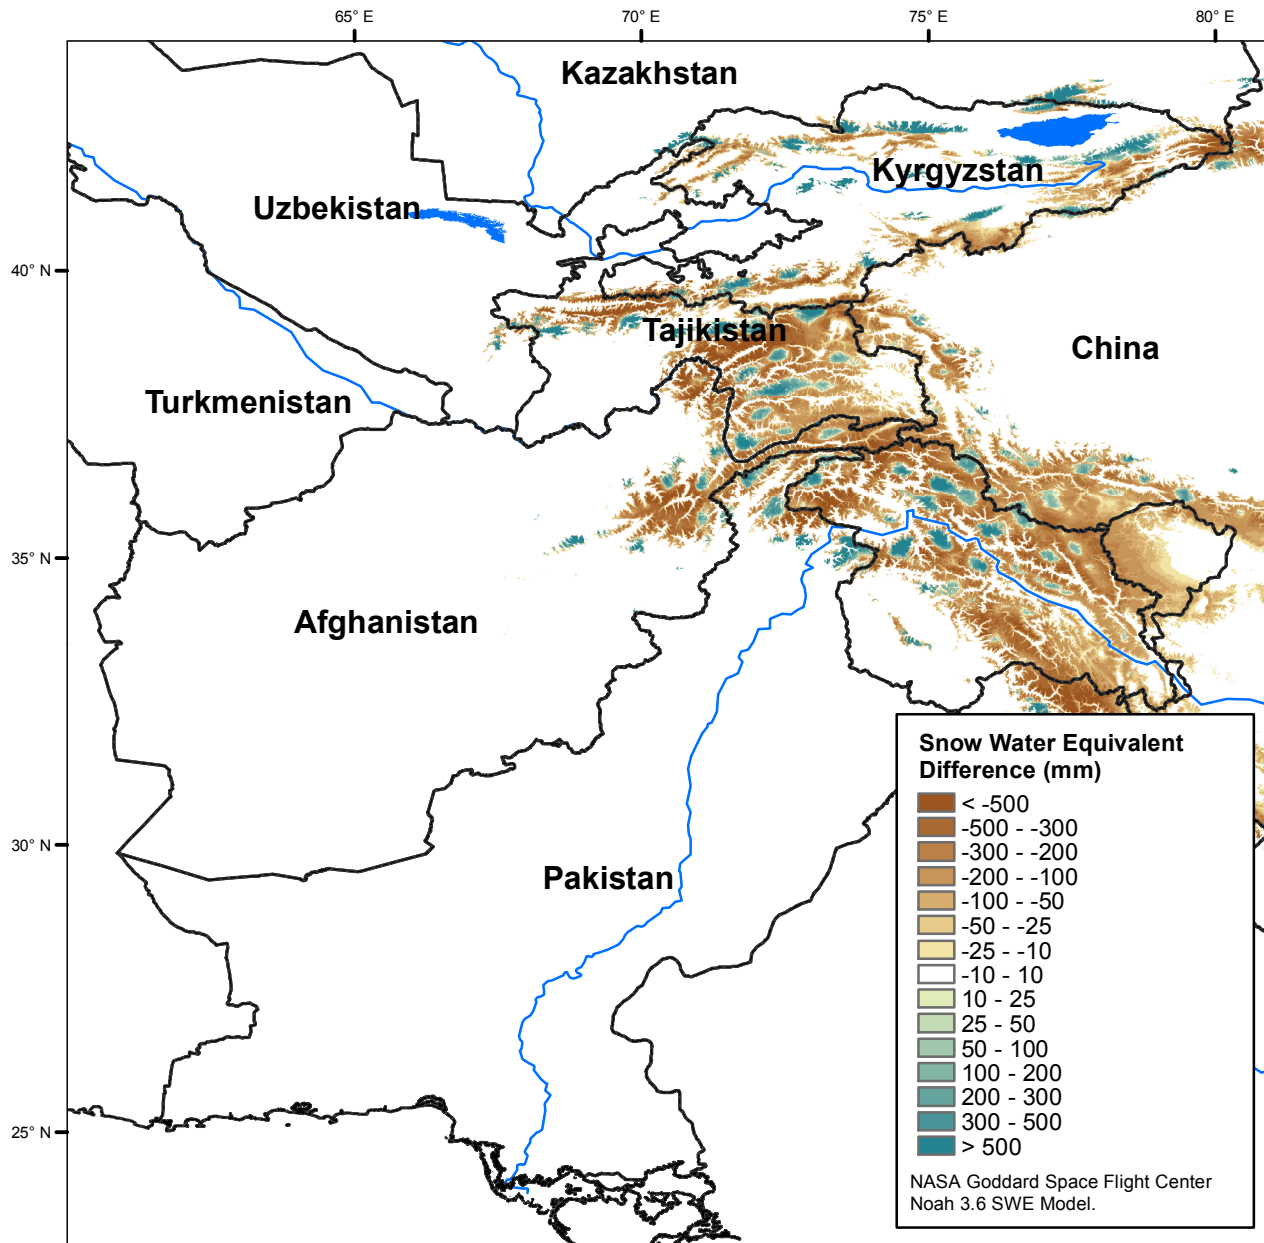 65° E
70° E
75° E
80° E
Kazakhstan
Kyrgyzstan
Uzbekistan
40° N
Tajikistan
China
Turkmenistan
35° N
Afghanistan
Snow Water Equivalent
Difference (mm)
< -500
-500 - -300
-300 - -200
-200 - -100
-100 - -50
-50 - -25
-25 - -10
-10 - 10
10 - 25
25 - 50
50 - 100
100 - 200
200 - 300
300 - 500
> 500
NASA Goddard Space Flight Center
Noah 3.6 SWE Model.
30° N
Pakistan
25° N